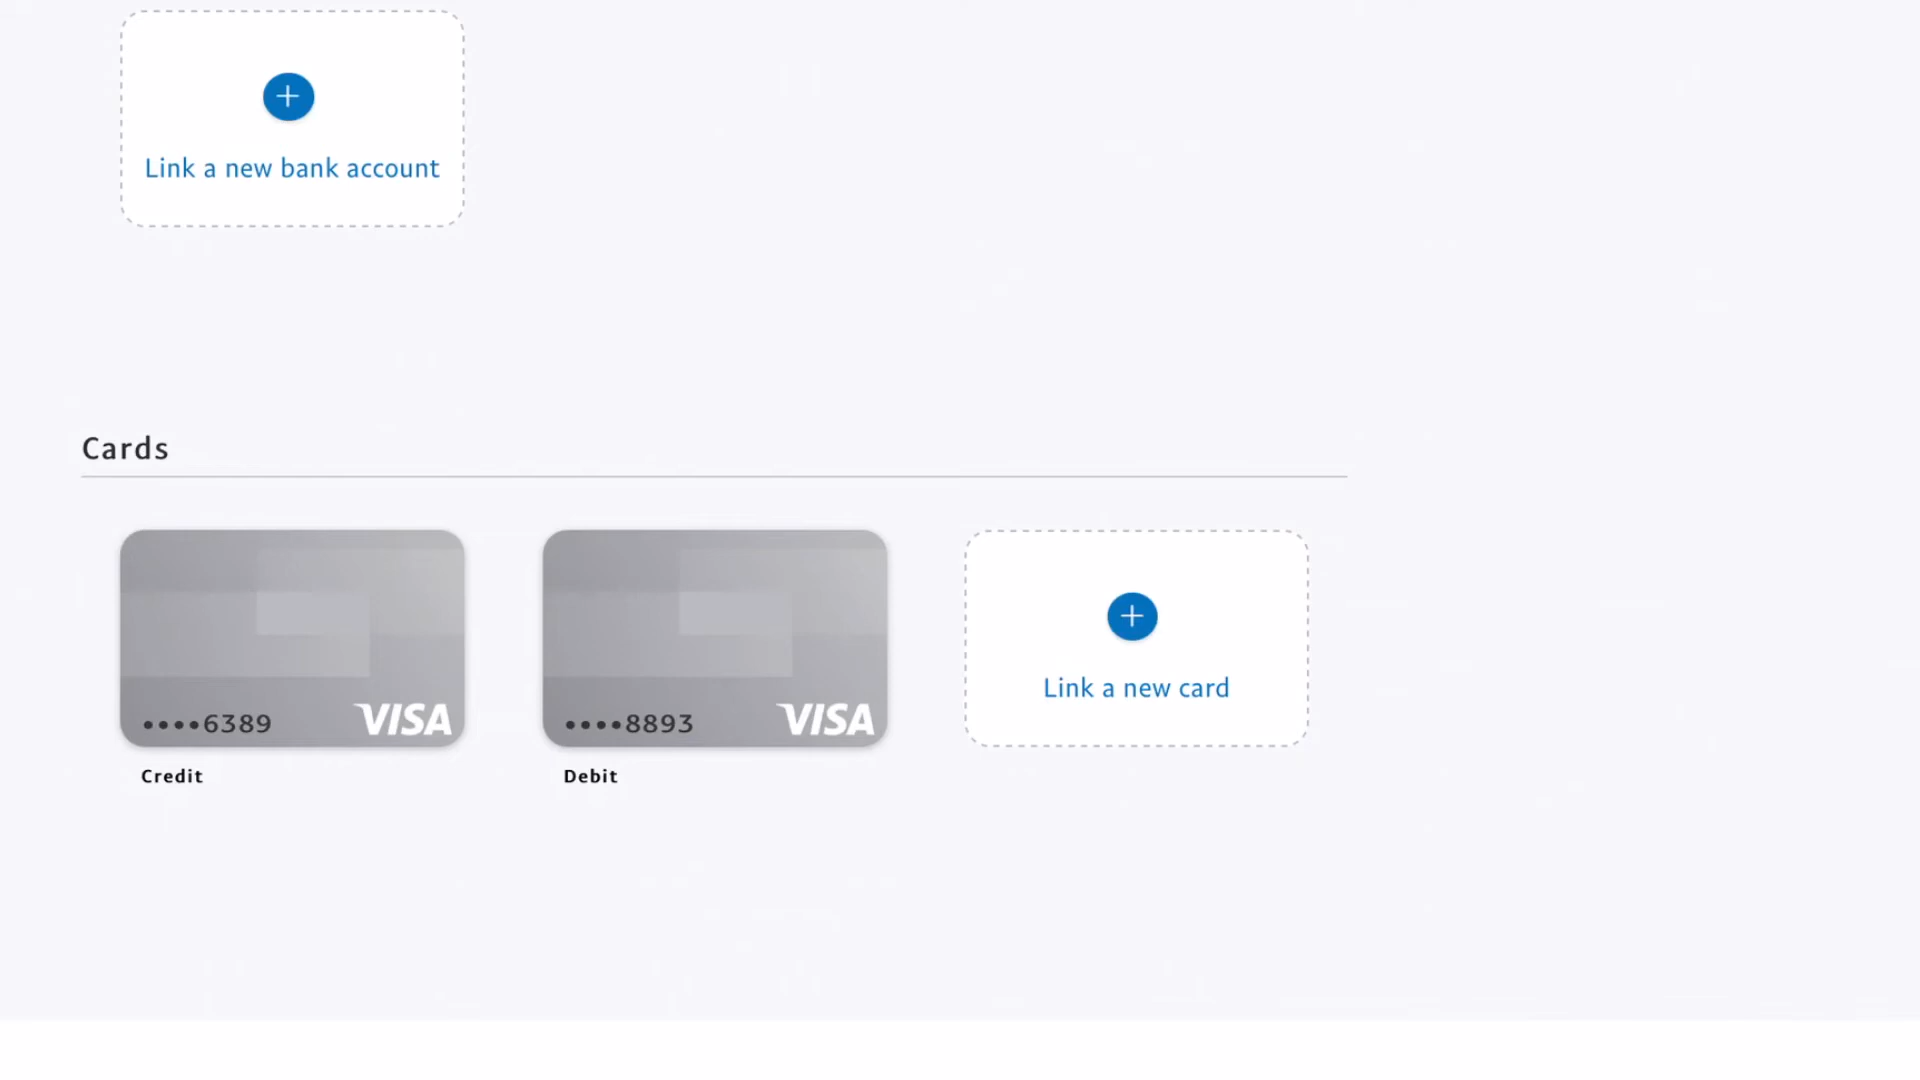 Link a new bank account
Cards
••••6389 VISA
••••8893 VISA
Link a new card
Credit
Debit